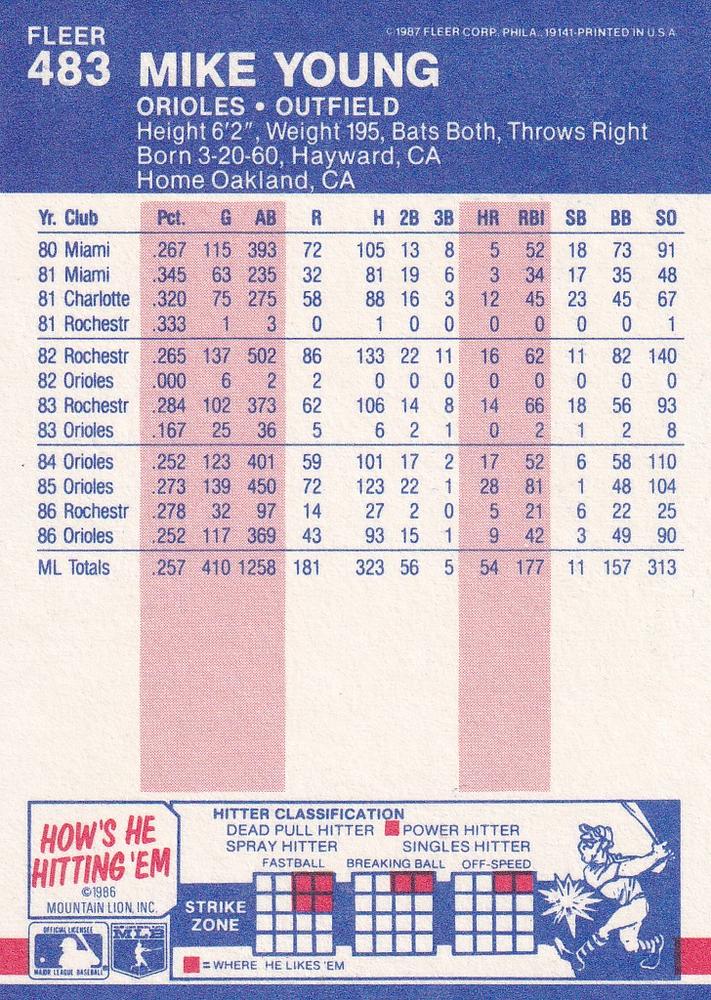 FLEER
© 1987 FLEER CORP. PHILA., 19141-PRINTED IN U.S.A.
483 MIKE YOUNG
ORIOLES • OUTFIELD
Height 6'2", Weight 195, Bats Both, Throws Right
Born 3-20-60, Hayward, CA
Home Oakland, CA
Yr. Club Pct. G AB R H 2B 3B HR RBI SB BB SO
80 Miami .267 115 393 72 105 13 8 5 52 18 73 91
81 Miami .345 63 235 32 81 19 6 3 34 17 35 48
81 Charlotte .320 75 275 58 88 16 3 12 45 23 45 67
81 Rochestr .333 1 3 0 1 0 0 0 0 0 0 1
82 Rochestr .265 137 502 86 133 22 11 16 62 11 82 140
82 Orioles .000 6 2 2 0 0 0 0 0 0 0 0
83 Rochestr .284 102 373 62 106 14 8 14 66 18 56 93
83 Orioles .167 25 36 5 6 2 1 0 2 1 2 8
84 Orioles .252 123 401 59 101 17 2 17 52 6 58 110
85 Orioles .273 139 450 72 123 22 1 28 81 1 48 104
86 Rochestr .278 32 97 14 27 2 0 5 21 6 22 25
86 Orioles .252 117 369 43 93 15 1 9 42 3 49 90
ML Totals .257 410 1258 181 323 56 5 54 177 11 157 313
HOW'S HE
HITTING 'EM
©1986
MOUNTAIN LION, INC.
HITTER CLASSIFICATION
DEAD PULL HITTER POWER HITTER
SPRAY HITTER SINGLES HITTER
FASTBALL BREAKING BALL OFF-SPEED
STRIKE
ZONE
= WHERE HE LIKES 'EM
OFFICIAL LICENSEE
MAJOR LEAGUE BASEBALL
MLB